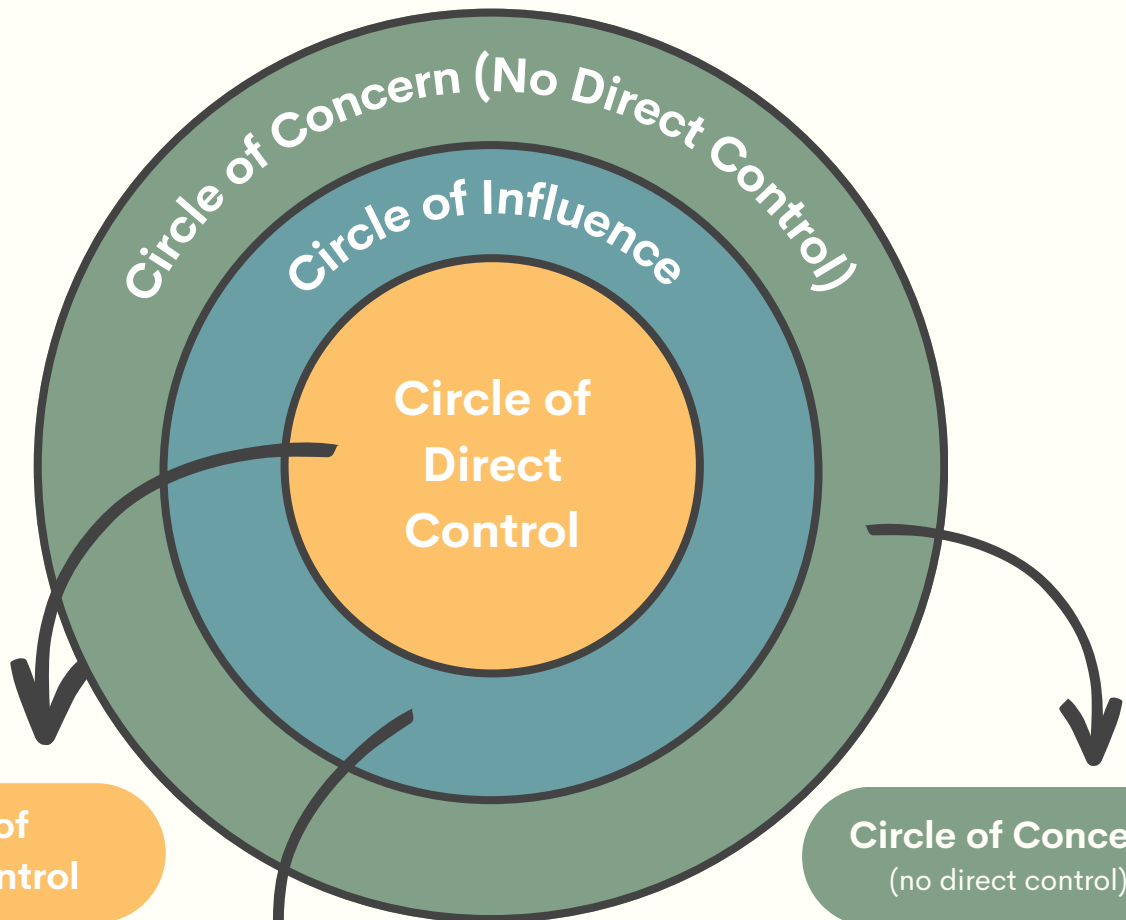 Circle of Concern (No Direct Control)
Circle of Influence
Circle of
Direct
Control
of
ntrol
Circle of Conce
(no direct control)